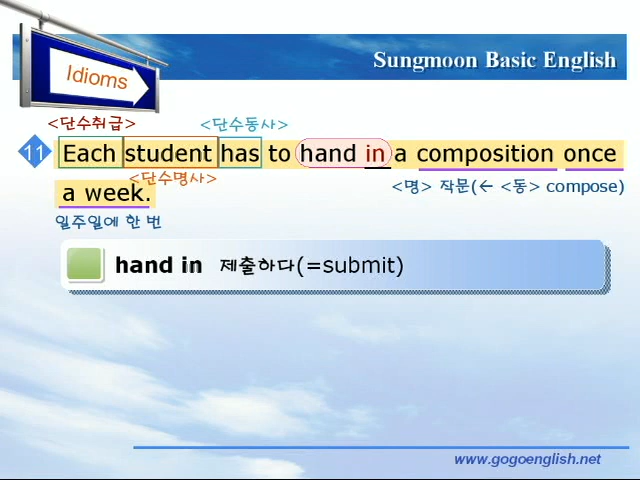 Sungmoon Basic English
Idioms
<단수취급> <단수동사>
11 Each student has to hand in a composition once
<단수명사> <명> 작문(← <동> compose)
a week.
일주일에 한 번
hand in 제출하다(=submit)
www.gogoenglish.net